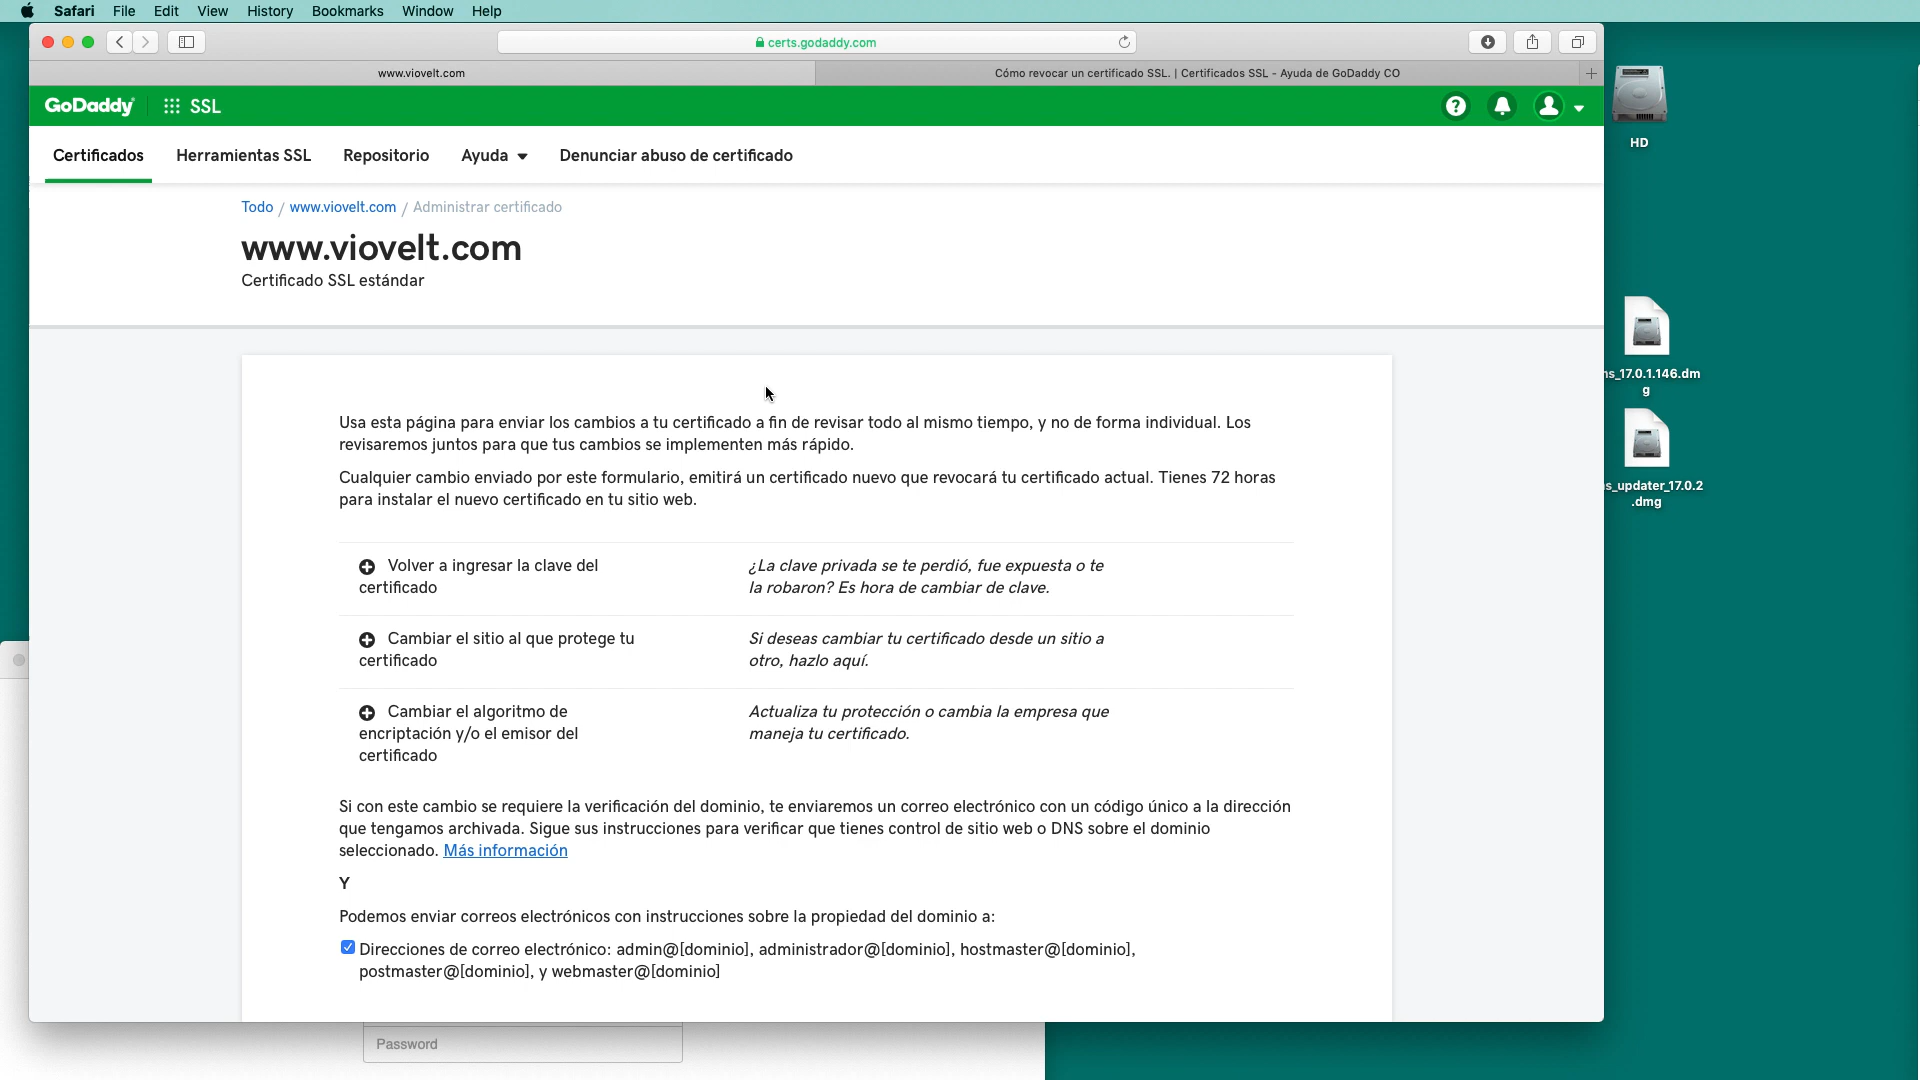 Safari File Edit View History Bookmarks Window Help
certs.godaddy.com
www.viovelt.com
Cómo revocar un certificado SSL. | Certificados SSL - Ayuda de GoDaddy CO
GoDaddy SSL
Certificados Herramientas SSL Repositorio Ayuda Denunciar abuso de certificado
Todo / www.viovelt.com / Administrar certificado
www.viovelt.com
Certificado SSL estándar
Usa esta página para enviar los cambios a tu certificado a fin de revisar todo al mismo tiempo, y no de forma individual. Los
revisaremos juntos para que tus cambios se implementen más rápido.
Cualquier cambio enviado por este formulario, emitirá un certificado nuevo que revocará tu certificado actual. Tienes 72 horas
para instalar el nuevo certificado en tu sitio web.
Volver a ingresar la clave del
certificado
¿La clave privada se te perdió, fue expuesta o te
la robaron? Es hora de cambiar de clave.
Cambiar el sitio al que protege tu
certificado
Si deseas cambiar tu certificado desde un sitio a
otro, hazlo aquí.
Cambiar el algoritmo de
encriptación y/o el emisor del
certificado
Actualiza tu protección o cambia la empresa que
maneja tu certificado.
Si con este cambio se requiere la verificación del dominio, te enviaremos un correo electrónico con un código único a la dirección
que tengamos archivada. Sigue sus instrucciones para verificar que tienes control de sitio web o DNS sobre el dominio
seleccionado. Más información
Y
Podemos enviar correos electrónicos con instrucciones sobre la propiedad del dominio a:
Direcciones de correo electrónico: admin@[dominio], administrador@[dominio], hostmaster@[dominio],
postmaster@[dominio], y webmaster@[dominio]
Password
HD
s_17.0.1.146.dm
g
s_updater_17.0.2
.dmg